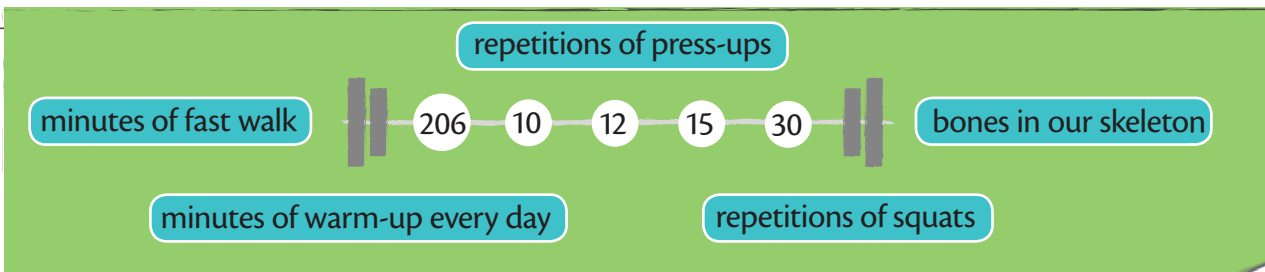 repetitions of press-ups
minutes of fast walk 206 10 12 15 30 bones in our skeleton
minutes of warm-up every day repetitions of squats